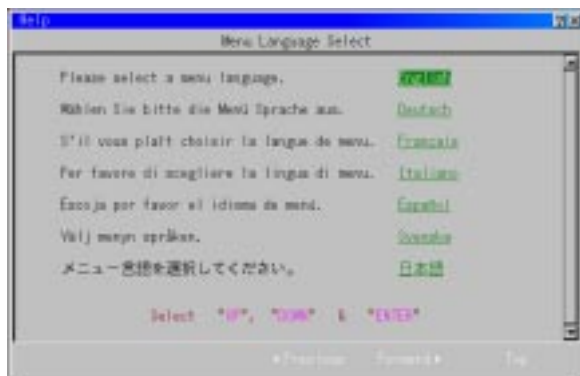 Help
Menu Language Select
Please select a menu language. English
Wählen Sie bitte die Menü Sprache aus. Deutsch
S'il vous plaît choisir la langue de menu. Français
Per favore di scegliere la lingua di menu. Italiano
Escoja por favor el idioma de menú. Español
Välj menyn språken. Svenska
メニュー言語を選択してください。 日本語
Select "UP", "DOWN" & "ENTER"
◀Previous Forward▶ Top